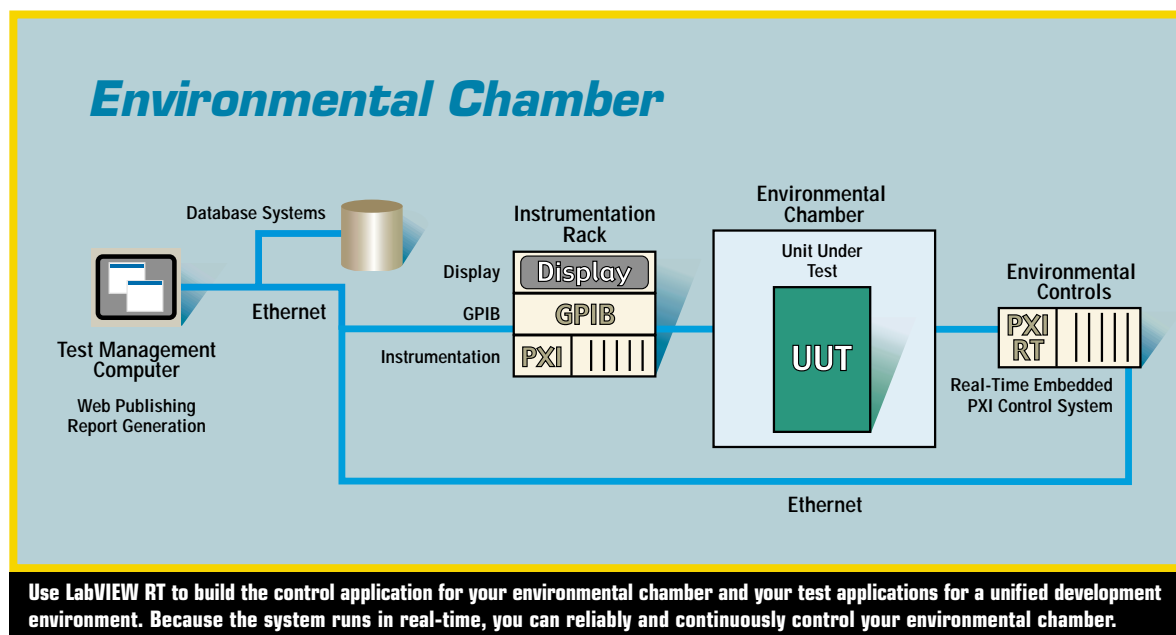 Environmental Chamber
Database Systems
Ethernet
Test Management
Computer
Web Publishing
Report Generation
Instrumentation
Rack
Display
Display
GPIB
GPIB
Instrumentation
PXI
Environmental
Chamber
Unit Under
Test
UUT
Environmental
Controls
PXI
RT
Real-Time Embedded
PXI Control System
Ethernet
Use LabVIEW RT to build the control application for your environmental chamber and your test applications for a unified development
environment. Because the system runs in real-time, you can reliably and continuously control your environmental chamber.